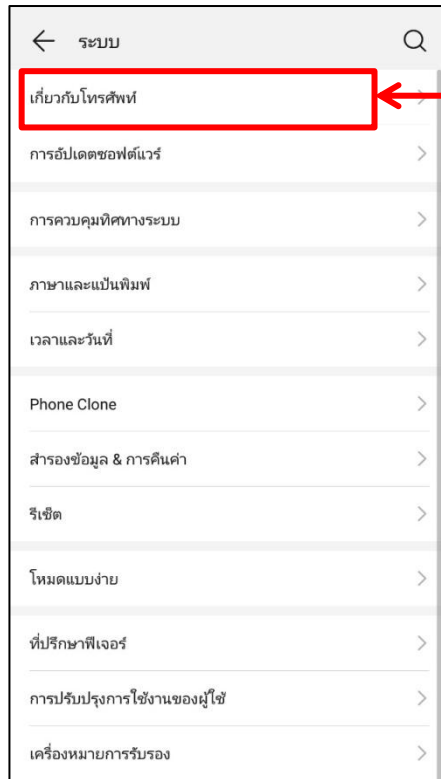 ระบบ
เกี่ยวกับโทรศัพท์
การอัปเดตซอฟต์แวร์
การควบคุมทิศทางระบบ
ภาษาและแป้นพิมพ์
เวลาและวันที่
Phone Clone
สำรองข้อมูล & การคืนค่า
รีเซ็ต
โหมดแบบง่าย
ที่ปรึกษาฟีเจอร์
การปรับปรุงการใช้งานของผู้ใช้
เครื่องหมายการรับรอง